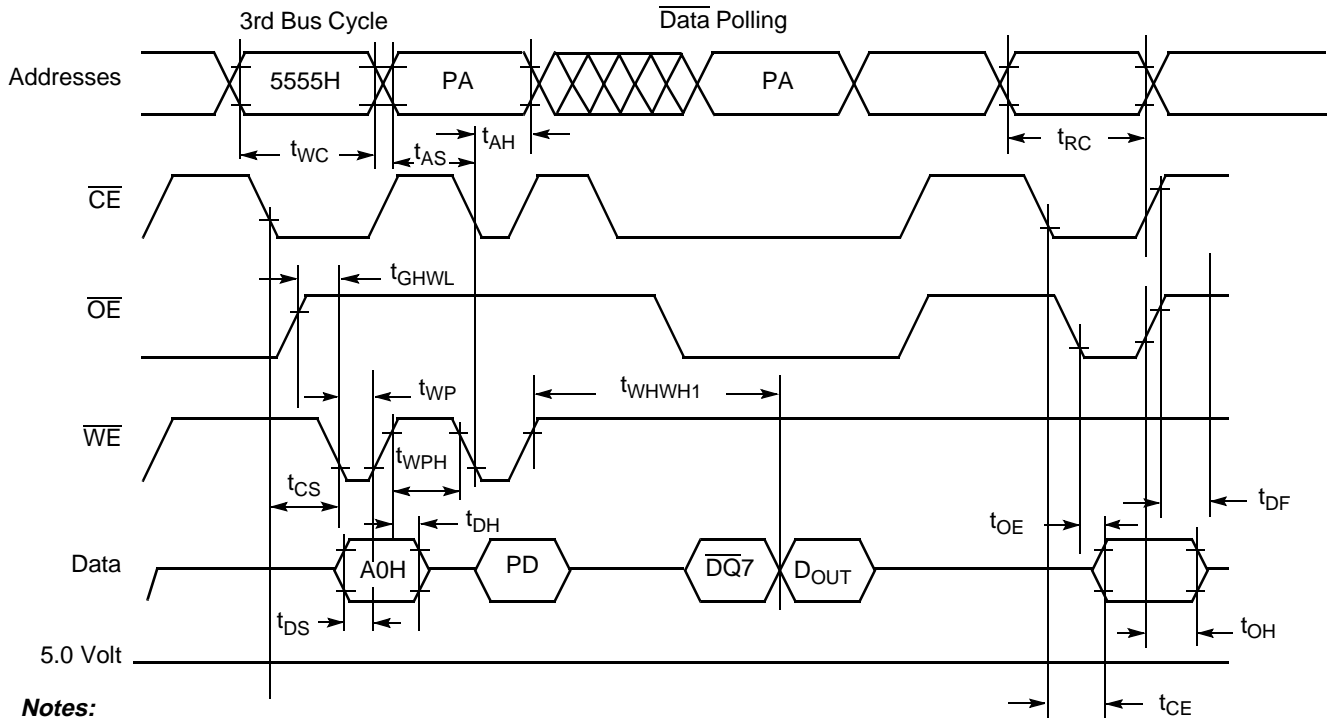 3rd Bus Cycle
Data Polling
Addresses
5555H
PA
PA
tWC
tAS
tAH
tRC
CE
tGHWL
OE
tWP
tWHWH1
WE
tWPH
tCS
tDH
tOE
tDF
Data
A0H
PD
DQ7
DOUT
tDS
tOH
5.0 Volt
tCE
Notes: